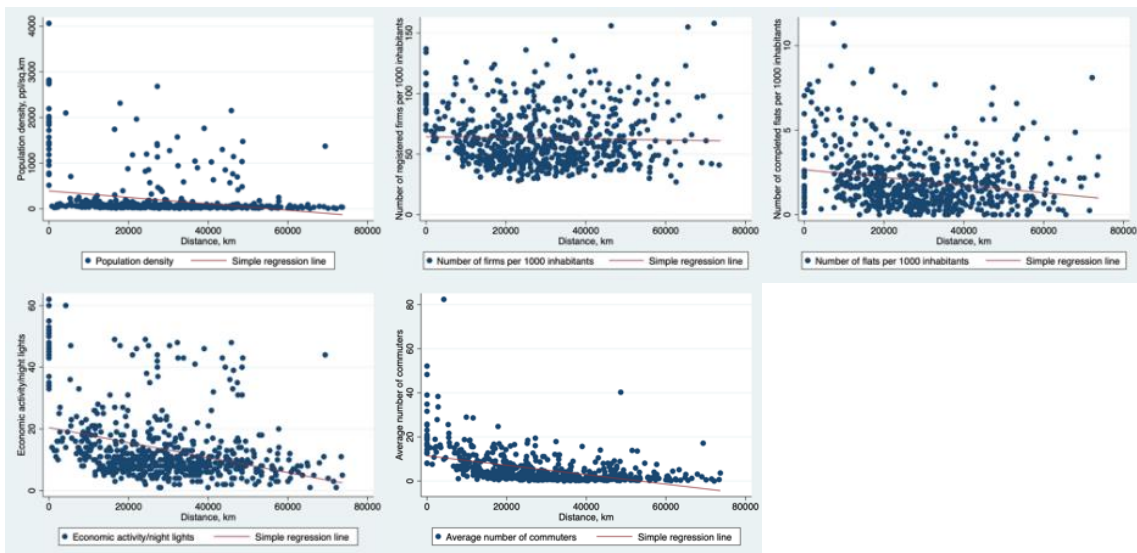 Population density, ppl/sq.km
4000
3000
2000
1000
0
0 20000 40000 60000 80000
Distance, km
Population density Simple regression line
Number of registered firms per 1000 inhabitants
150
100
50
0
0 20000 40000 60000 80000
Distance, km
Number of firms per 1000 inhabitants Simple regression line
Number of completed flats per 1000 inhabitants
10
5
0
0 20000 40000 60000 80000
Distance, km
Number of flats per 1000 inhabitants Simple regression line
Economic activity/night lights
60
40
20
0
0 20000 40000 60000 80000
Distance, km
Economic activity/night lights Simple regression line
Average number of commuters
80
60
40
20
0
0 20000 40000 60000 80000
Distance, km
Average number of commuters Simple regression line